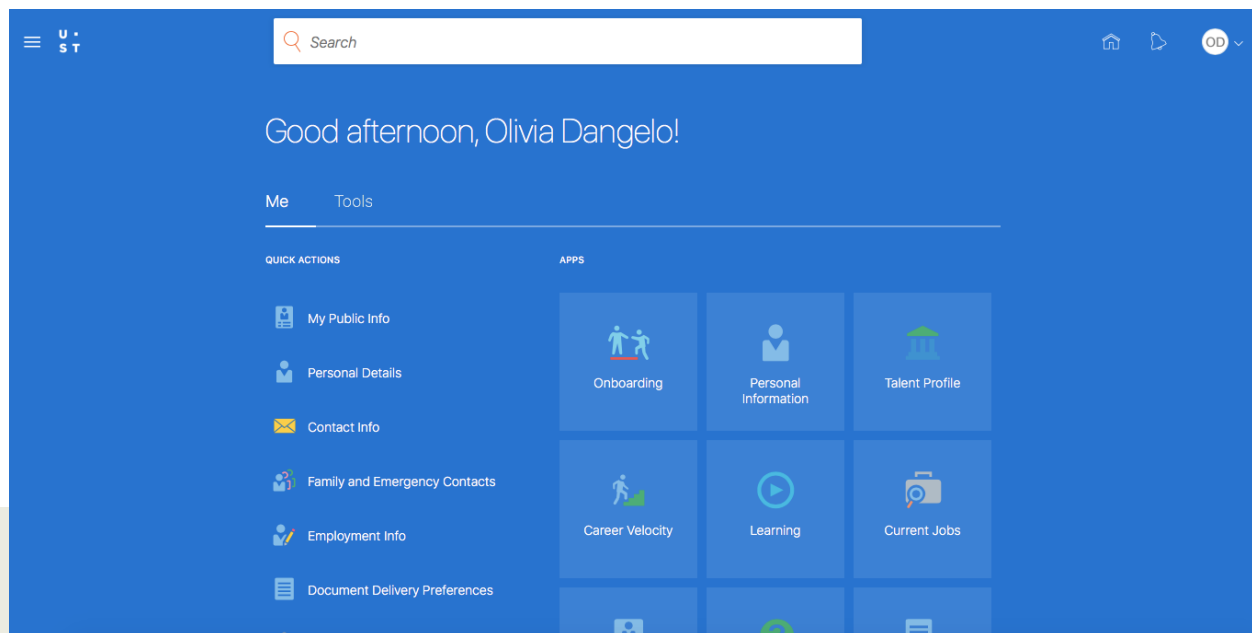 U·
ST
Search
OD
Good afternoon, Olivia Dangelo!
Me
Tools
QUICK ACTIONS
APPS
My Public Info
Personal Details
Contact Info
Family and Emergency Contacts
Employment Info
Document Delivery Preferences
Onboarding
Personal
Information
Talent Profile
Career Velocity
Learning
Current Jobs